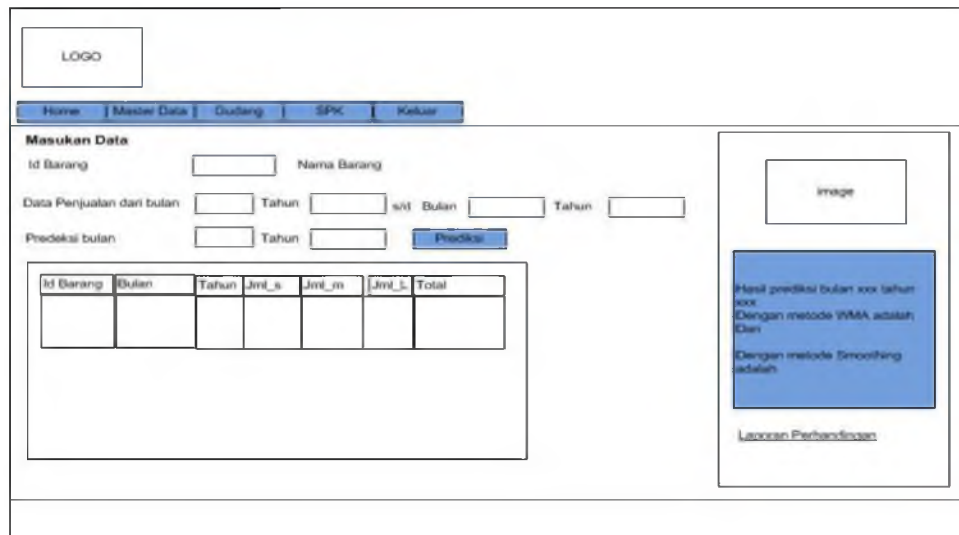 LOGO
Home Master Data Gudang SPK Keluar
Masukan Data
Id Barang Nama Barang
Data Penjualan dari bulan Tahun s/d Bulan Tahun
Predeksi bulan Tahun Prediksi
Id Barang Bulan Tahun Jml_s Jml_m Jml_L Total
image
Hasil prediksi bulan xxx tahun
xxx
Dengan metode WMA adalah
Dan
Dengan metode Smoothing
adalah
Laporan Perbandingan